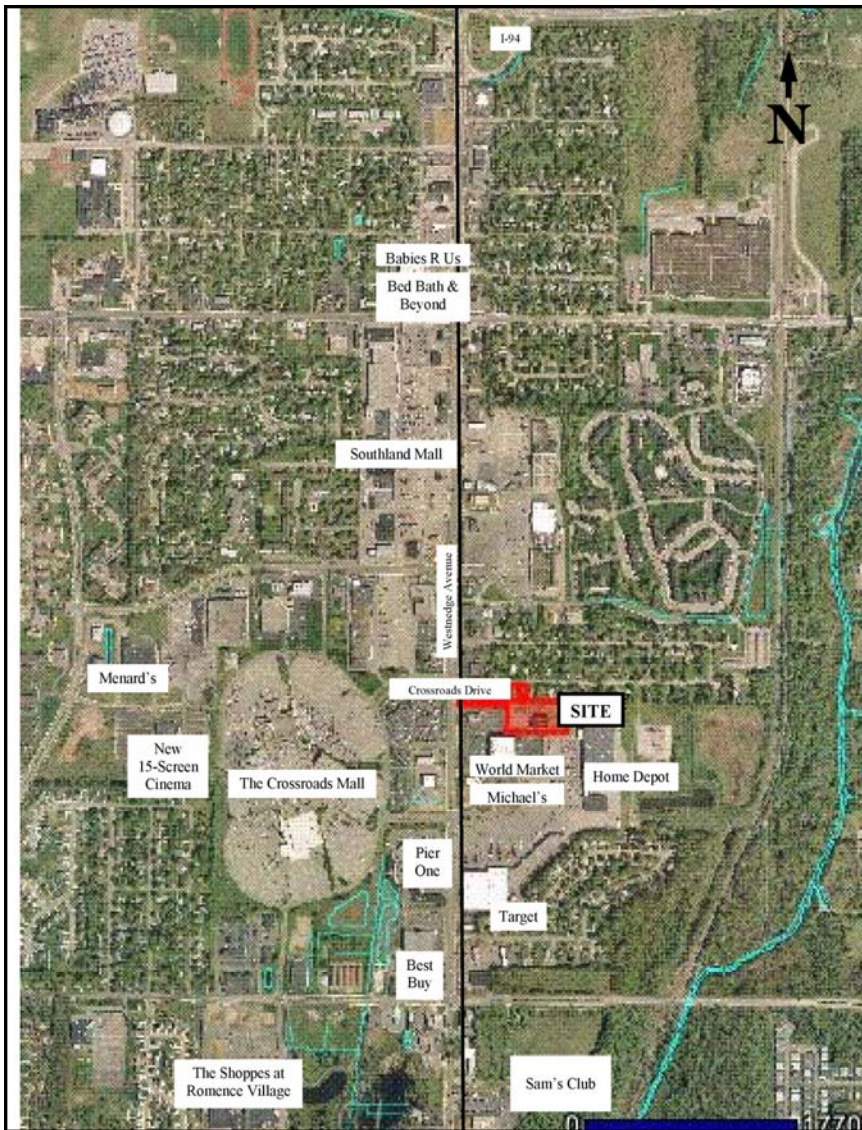 I-94
N
Babies R Us
Bed Bath &
Beyond
Southland Mall
Westnedge Avenue
Menard's
Crossroads Drive
SITE
New
15-Screen
Cinema
The Crossroads Mall
World Market
Michael's
Home Depot
Pier
One
Target
Best
Buy
The Shoppes at
Romence Village
Sam's Club
0
1770